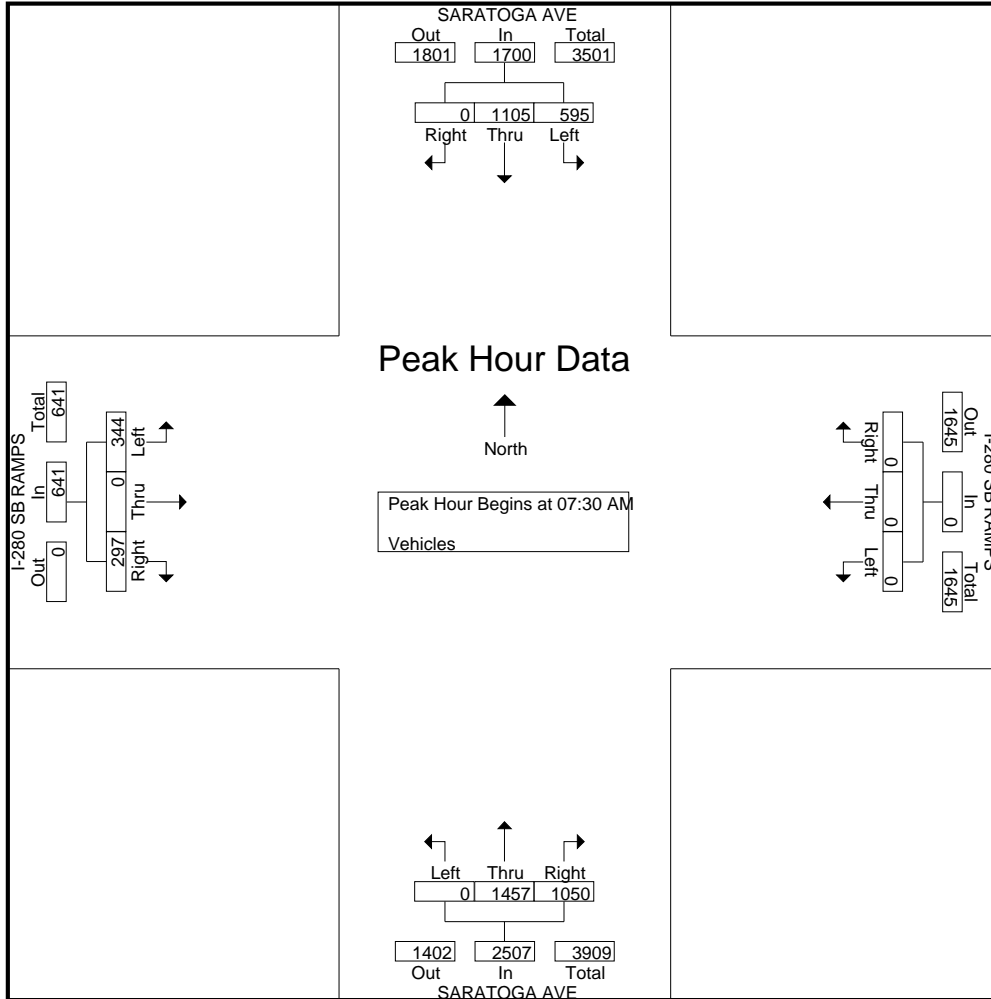 SARATOGA AVE
Out In Total
1801 1700 3501
0 1105 595
Right Thru Left
Peak Hour Data
North
Peak Hour Begins at 07:30 AM
Vehicles
I-280 SB RAMPS
Out In Total
0 641 641
297 0 344
Right Thru Left
I-280 SB RAMPS
Out In Total
1645 0 1645
Right Thru Left
0 0 0
Left Thru Right
0 1457 1050
1402 2507 3909
Out In Total
SARATOGA AVE